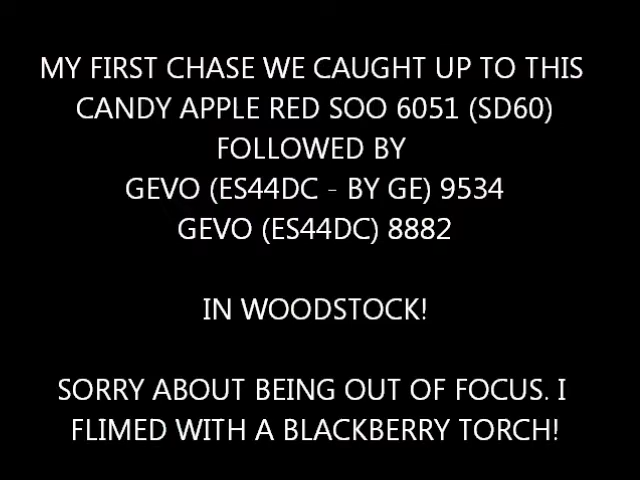 MY FIRST CHASE WE CAUGHT UP TO THIS
CANDY APPLE RED SOO 6051 (SD60)
FOLLOWED BY
GEVO (ES44DC - BY GE) 9534
GEVO (ES44DC) 8882
IN WOODSTOCK!
SORRY ABOUT BEING OUT OF FOCUS. I
FLIMED WITH A BLACKBERRY TORCH!